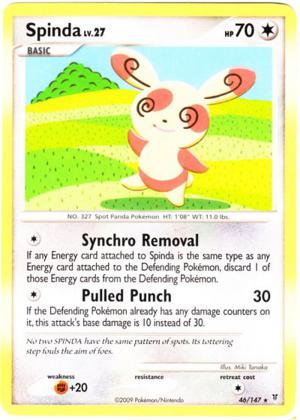 Spinda LV.27 HP 70
BASIC
NO. 327 Spot Panda Pokémon HT: 1'08" WT: 11.0 lbs.
Synchro Removal
If any Energy card attached to Spinda is the same type as any
Energy card attached to the Defending Pokémon, discard 1 of
those Energy cards from the Defending Pokémon.
Pulled Punch 30
If the Defending Pokémon already has any damage counters
on it, this attack's base damage is 10 instead of 30.
No two SPINDA have the same pattern of spots. Its tottering
step fouls the aim of foes.
Illus. Miki Tanaka
weakness resistance retreat cost
+20
46/147 ★
©2009 Pokémon/Nintendo